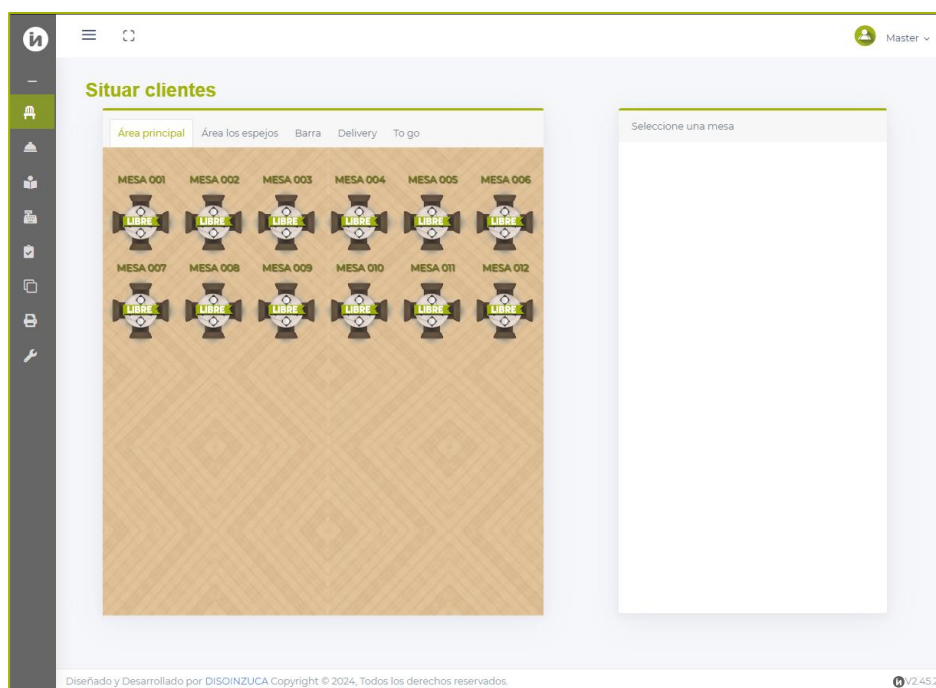 Master
Situar clientes
Área principal Área los espejos Barra Delivery To go
Seleccione una mesa
MESA 001 MESA 002 MESA 003 MESA 004 MESA 005 MESA 006
LIBRE LIBRE LIBRE LIBRE LIBRE LIBRE
MESA 007 MESA 008 MESA 009 MESA 010 MESA 011 MESA 012
LIBRE LIBRE LIBRE LIBRE LIBRE LIBRE
Diseñado y Desarrollado por DISOINZUCA Copyright © 2024, Todos los derechos reservados.
V2.45.2